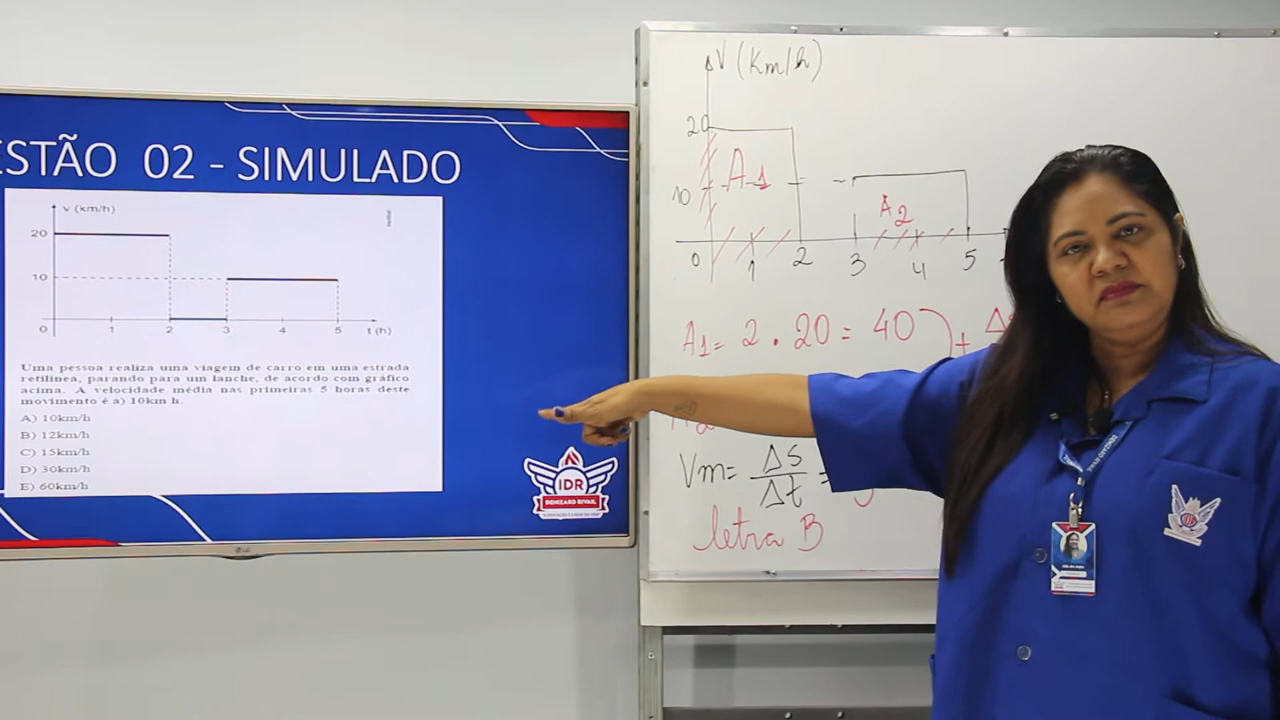 ESTÃO 02 - SIMULADO
v (km/h)
20
10
0
1
2
3
4
5
t (h)
Uma pessoa realiza uma viagem de carro em uma estrada
retilínea, parando para um lanche, de acordo com gráfico
acima. A velocidade média nas primeiras 5 horas deste
movimento é a) 10km h.
A) 10km/h
B) 12km/h
C) 15km/h
D) 30km/h
E) 60km/h
IDR
DENIZARD RIVAIL
V (Km/h)
20
A1
10
A2
0
1
2
3
4
5
A1 = 2 . 20 = 40
+
Vm = Δs/Δt =
letra B